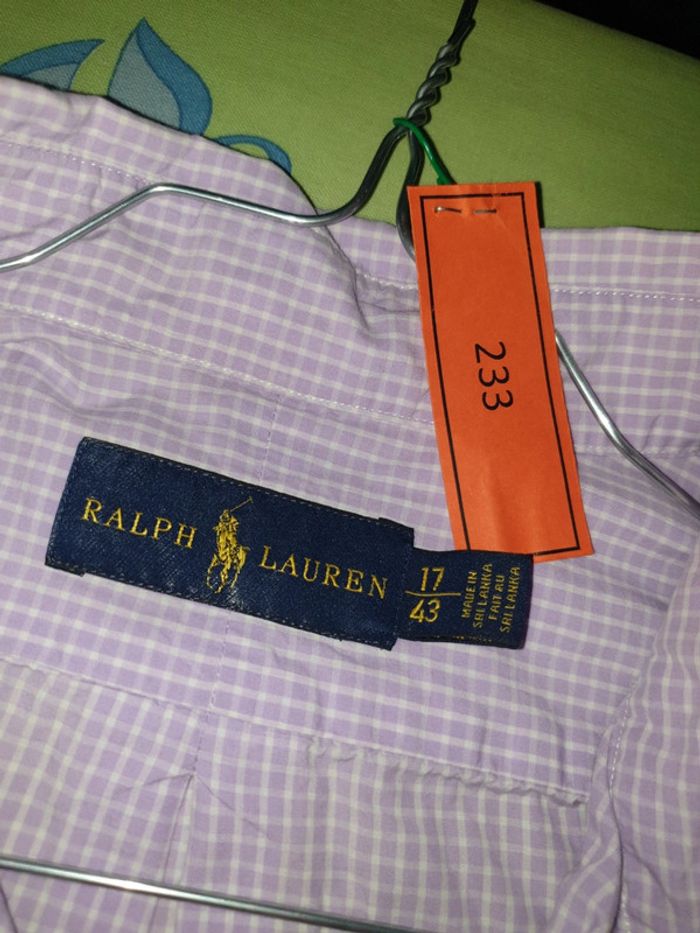 233
RALPH LAUREN
17
43
MADE IN
SRI LANKA
FAIT AU
SRI LANKA